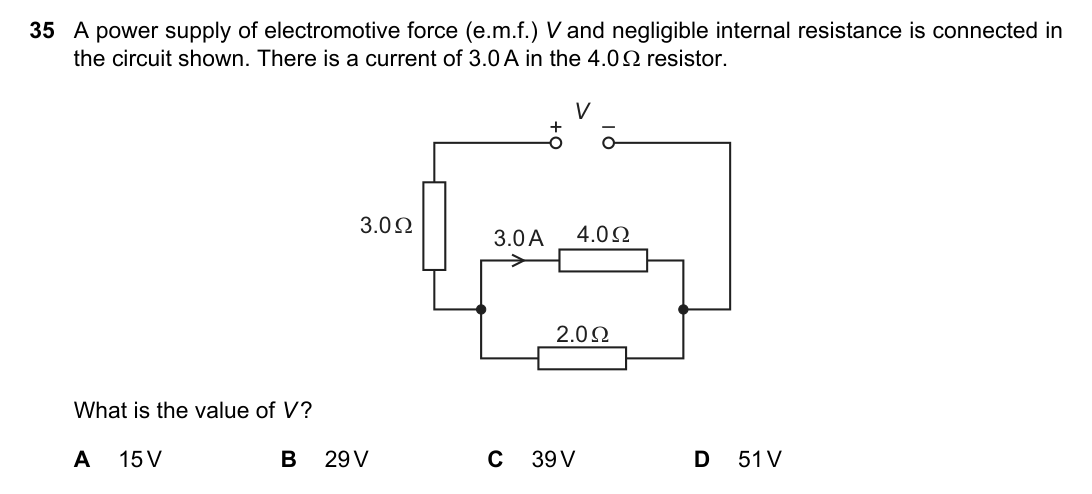 35 A power supply of electromotive force (e.m.f.) V and negligible internal resistance is connected in
the circuit shown. There is a current of 3.0 A in the 4.0 Ω resistor.
V
+ –
3.0 Ω
3.0 A 4.0 Ω
2.0 Ω
What is the value of V?
A 15 V B 29 V C 39 V D 51 V